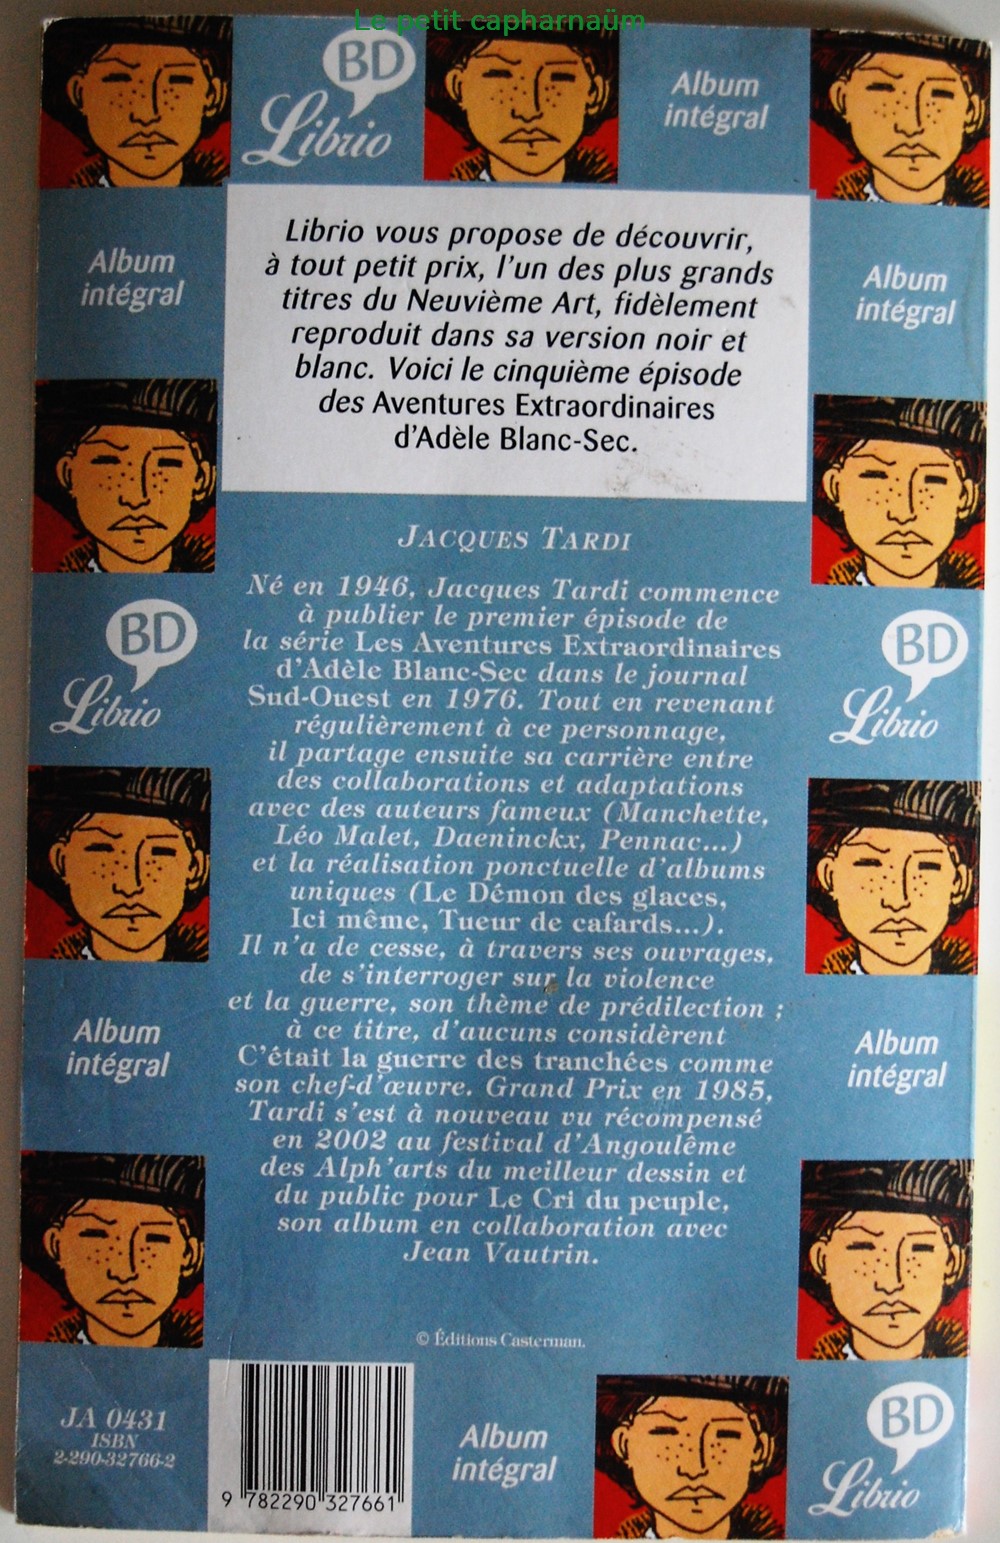 Le petit capharnaüm
BD
Librio
Album
intégral
Album
intégral
Album
intégral
Librio vous propose de découvrir,
à tout petit prix, l'un des plus grands
titres du Neuvième Art, fidèlement
reproduit dans sa version noir et
blanc. Voici le cinquième épisode
des Aventures Extraordinaires
d'Adèle Blanc-Sec.
JACQUES TARDI
Né en 1946, Jacques Tardi commence
à publier le premier épisode de
la série Les Aventures Extraordinaires
d'Adèle Blanc-Sec dans le journal
Sud-Ouest en 1976. Tout en revenant
régulièrement à ce personnage,
il partage ensuite sa carrière entre
des collaborations et adaptations
avec des auteurs fameux (Manchette,
Léo Malet, Daeninckx, Pennac...)
et la réalisation ponctuelle d'albums
uniques (Le Démon des glaces,
Ici même, Tueur de cafards...).
Il n'a de cesse, à travers ses ouvrages,
de s'interroger sur la violence
et la guerre, son thème de prédilection ;
à ce titre, d'aucuns considèrent
C'était la guerre des tranchées comme
son chef-d'œuvre. Grand Prix en 1985,
Tardi s'est à nouveau vu récompensé
en 2002 au festival d'Angoulême
des Alph'arts du meilleur dessin et
du public pour Le Cri du peuple,
son album en collaboration avec
Jean Vautrin.
© Éditions Casterman.
BD
Librio
BD
Librio
Album
intégral
Album
intégral
JA 0431
ISBN
2-290-32766-2
9 782290 327661
Album
intégral
BD
Librio